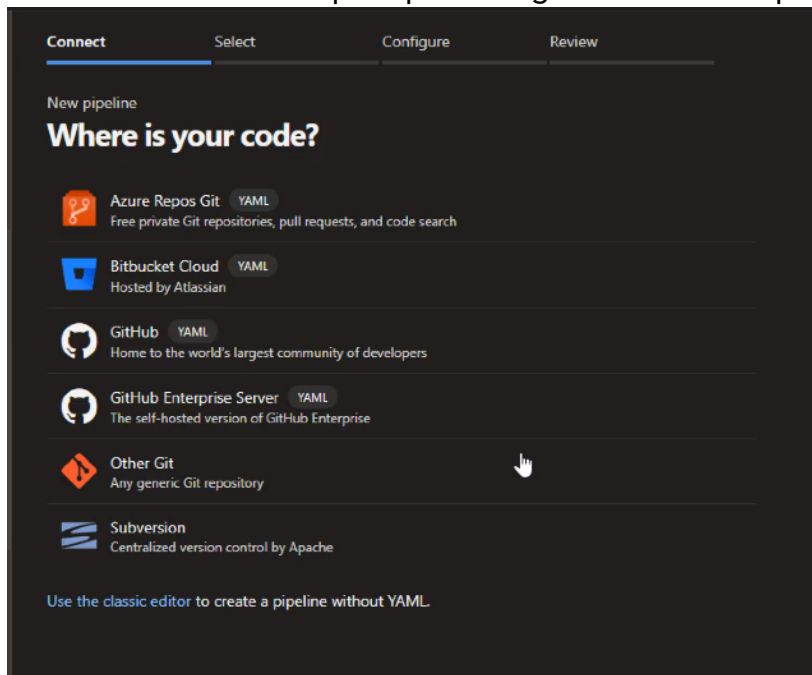 Connect Select Configure Review
New pipeline
Where is your code?
Azure Repos Git YAML
Free private Git repositories, pull requests, and code search
Bitbucket Cloud YAML
Hosted by Atlassian
GitHub YAML
Home to the world's largest community of developers
GitHub Enterprise Server YAML
The self-hosted version of GitHub Enterprise
Other Git
Any generic Git repository
Subversion
Centralized version control by Apache
Use the classic editor to create a pipeline without YAML.